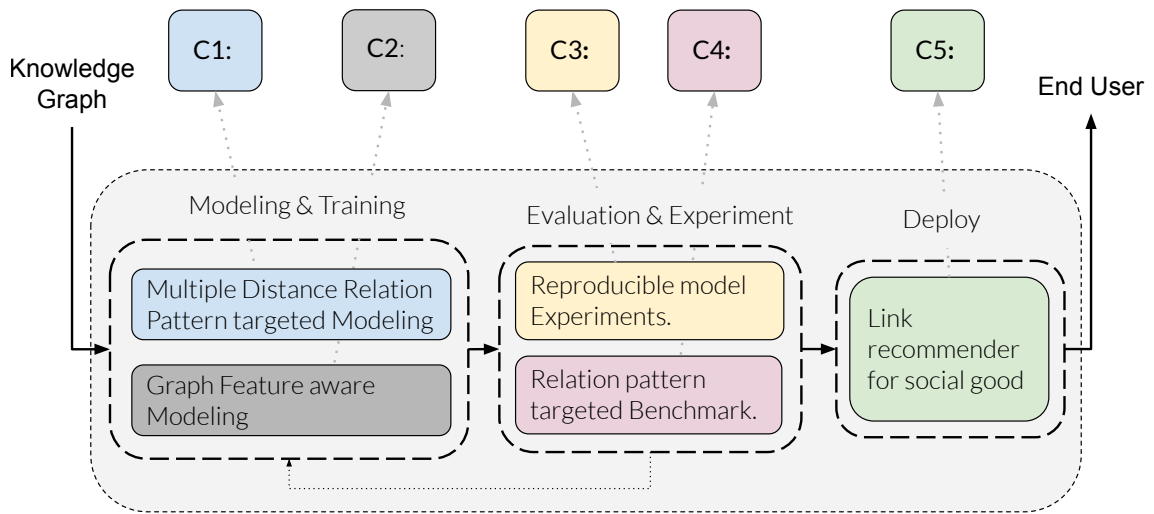 C1:
C2:
C3:
C4:
C5:
Knowledge
Graph
End User
Modeling & Training
Evaluation & Experiment
Deploy
Multiple Distance Relation
Pattern targeted Modeling
Graph Feature aware
Modeling
Reproducible model
Experiments.
Relation pattern
targeted Benchmark.
Link
recommender
for social good